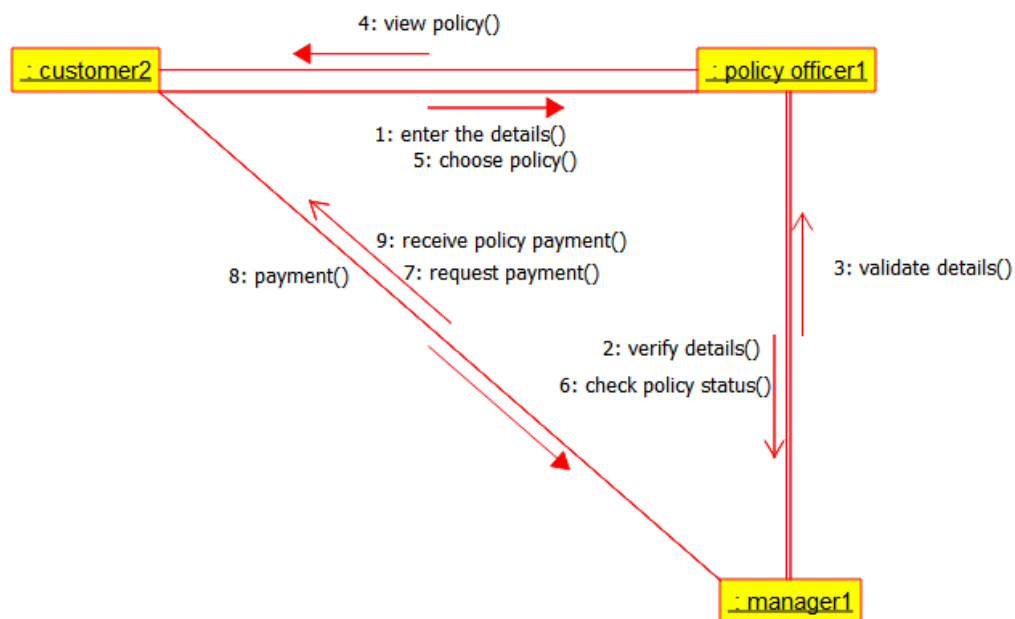 4: view policy()
: customer2
: policy officer1
1: enter the details()
5: choose policy()
9: receive policy payment()
8: payment()
7: request payment()
3: validate details()
2: verify details()
6: check policy status()
: manager1